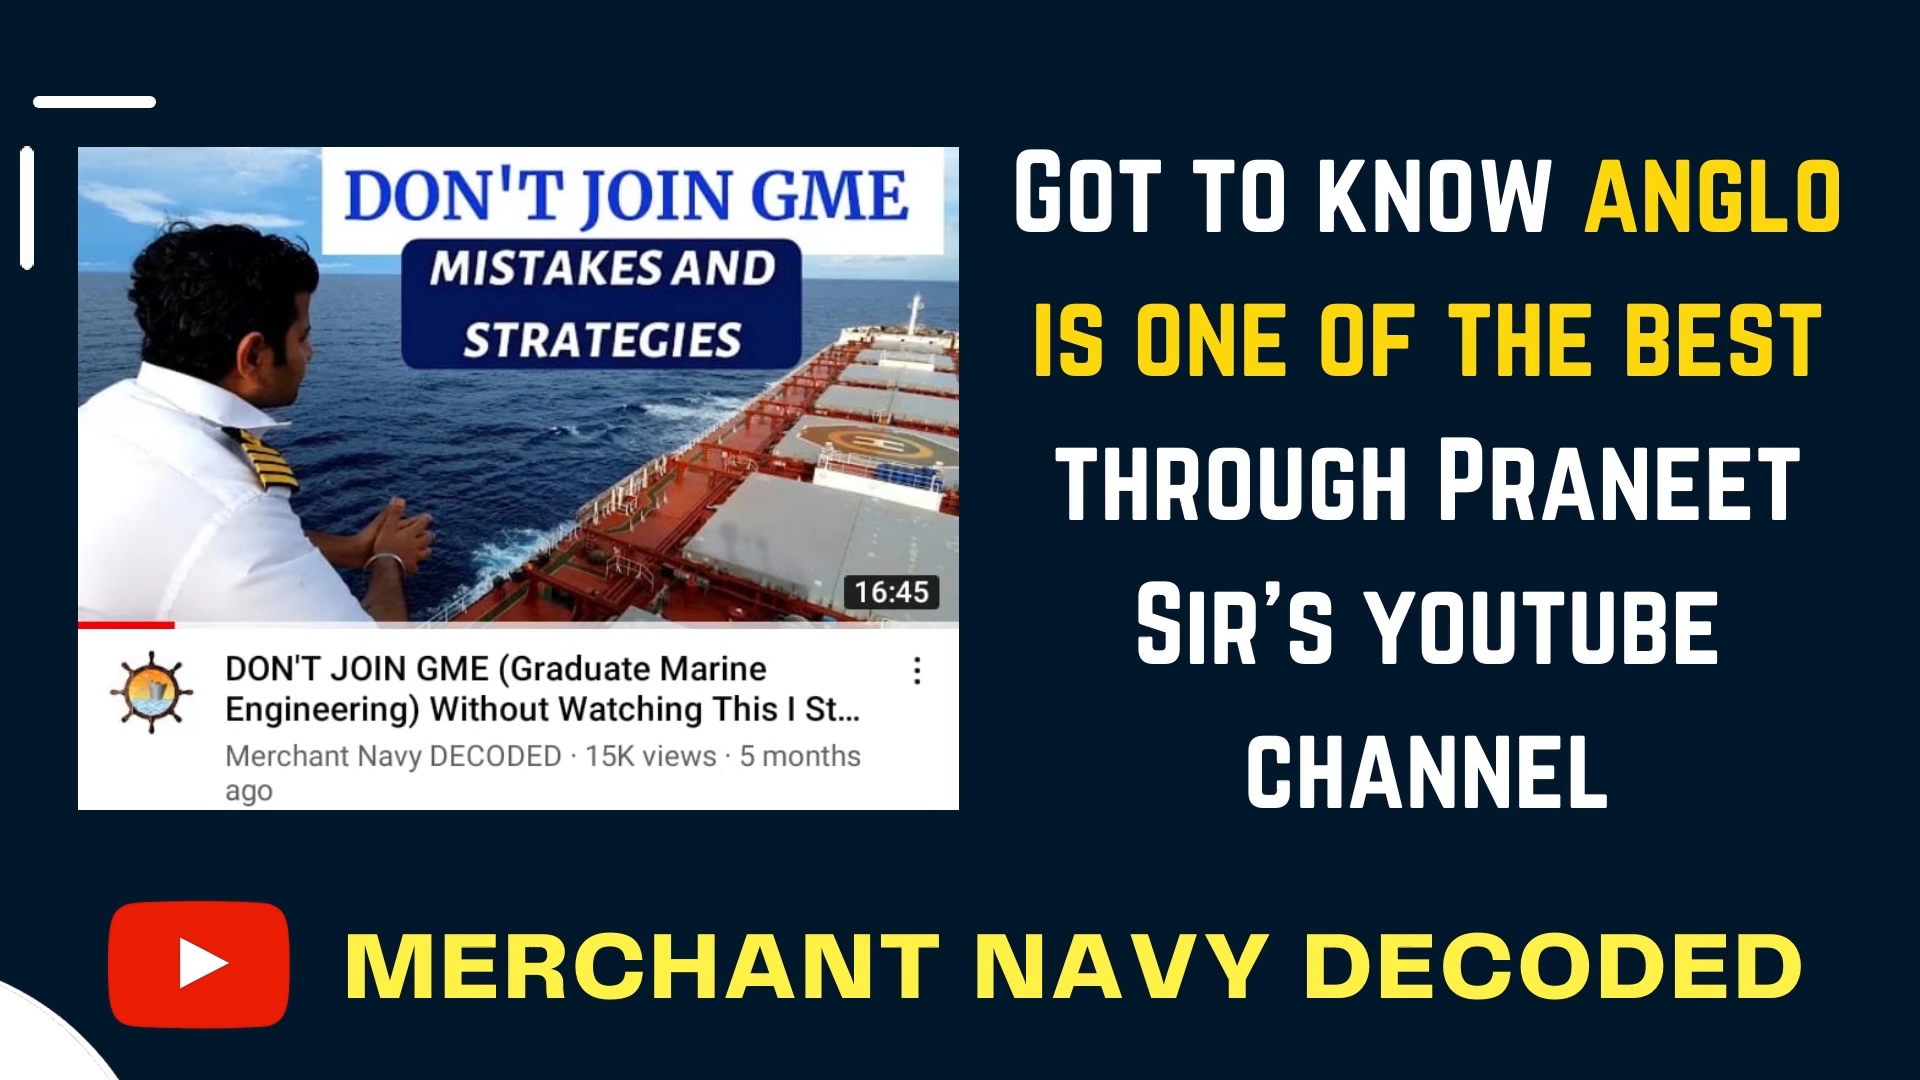 DON'T JOIN GME
MISTAKES AND
STRATEGIES
16:45
DON'T JOIN GME (Graduate Marine
Engineering) Without Watching This I St...
Merchant Navy DECODED · 15K views · 5 months
ago
GOT TO KNOW ANGLO
IS ONE OF THE BEST
THROUGH PRANEET
SIR'S YOUTUBE
CHANNEL
MERCHANT NAVY DECODED